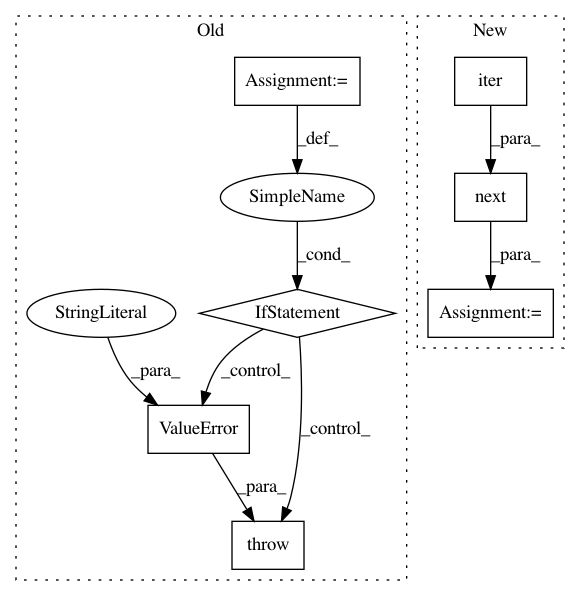 Old
New
Assignment:=
iter
_def_
_para_
SimpleName
next
_cond_
_para_
StringLiteral
IfStatement
Assignment:=
_para_
_control_
_control_
ValueError
_para_
throw